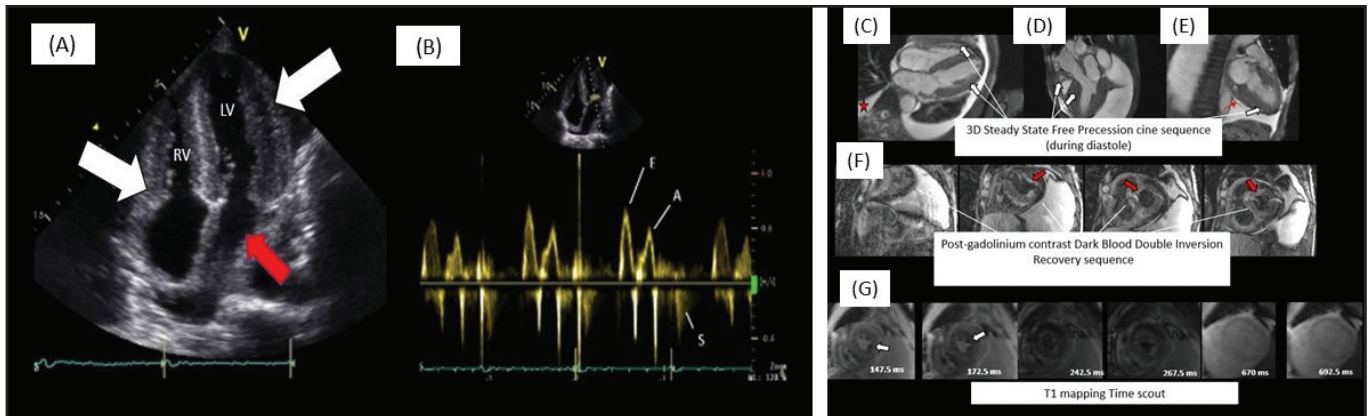 (A)
V
LV
RV
(B)
V
E
A
S
(C)
(D)
(E)
3D Steady State Free Precession cine sequence
(during diastole)
(F)
Post-gadolinium contrast Dark Blood Double Inversion
Recovery sequence
(G)
147.5 ms
172.5 ms
242.5 ms
267.5 ms
670 ms
692.5 ms
T1 mapping Time scout